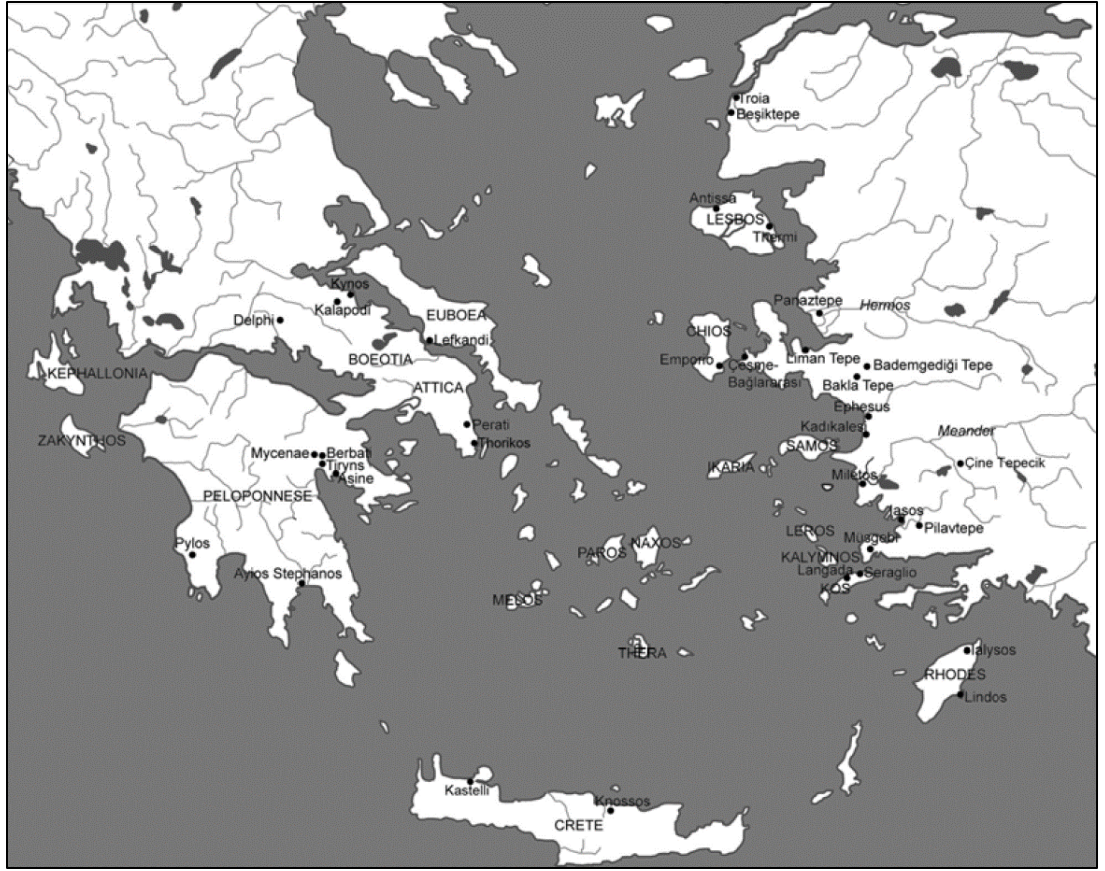 Troia
Beşiktepe
Antissa
LESBOS
Thermi
Kynos
Kalapodi
Delphi
EUBOEA
Lefkandi
BOEOTIA
ATTICA
KEPHALLONIA
ZAKYNTHOS
Perati
Thorikos
Mycenae
Berbati
Tiryns
Asine
PELOPONNESE
Pylos
Ayios Stephanos
Panaztepe
Hermos
CHIOS
Emporio
Çeşme-
Bağlararası
Liman Tepe
Bademgediği Tepe
Bakla Tepe
Ephesus
Kadıkalesi
SAMOS
Meander
IKARIA
Miletos
Çine Tepecik
Iasos
Pilavtepe
LEROS
Müsgebi
KALYMNOS
Langada
Seraglio
KOS
PAROS
NAXOS
MELOS
THERA
Ialysos
RHODES
Lindos
Kastelli
Knossos
CRETE